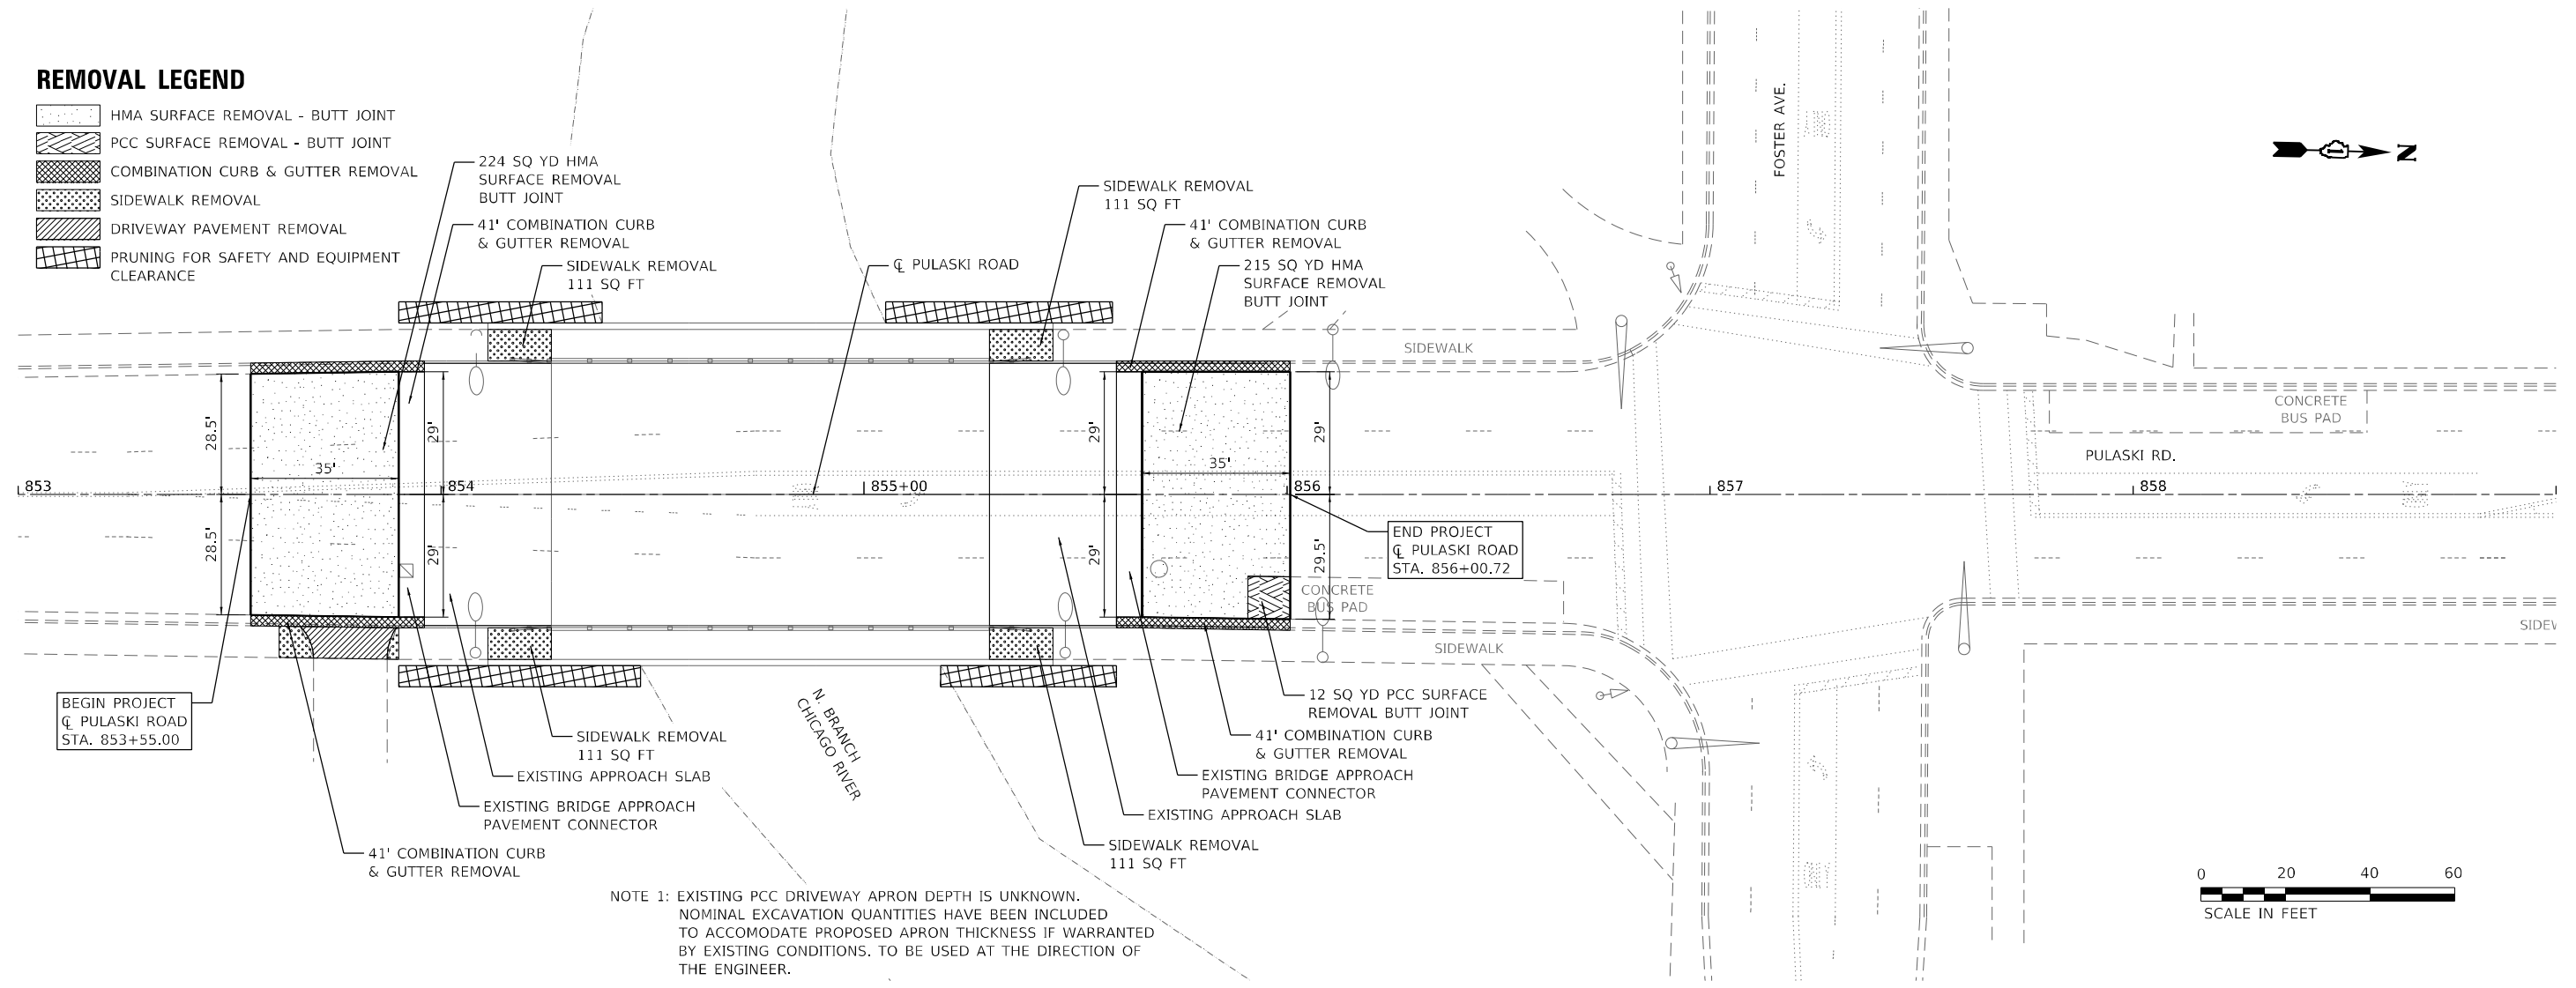 REMOVAL LEGEND
HMA SURFACE REMOVAL - BUTT JOINT
PCC SURFACE REMOVAL - BUTT JOINT
COMBINATION CURB & GUTTER REMOVAL
SIDEWALK REMOVAL
DRIVEWAY PAVEMENT REMOVAL
PRUNING FOR SAFETY AND EQUIPMENT
CLEARANCE
224 SQ YD HMA
SURFACE REMOVAL
BUTT JOINT
41' COMBINATION CURB
& GUTTER REMOVAL
SIDEWALK REMOVAL
111 SQ FT
℄ PULASKI ROAD
SIDEWALK REMOVAL
111 SQ FT
41' COMBINATION CURB
& GUTTER REMOVAL
215 SQ YD HMA
SURFACE REMOVAL
BUTT JOINT
FOSTER AVE.
N
SIDEWALK
CONCRETE
BUS PAD
PULASKI RD.
28.5'
29'
29'
29'
35'
35'
853
854
855+00
856
857
858
28.5'
29'
29'
29.5'
END PROJECT
℄ PULASKI ROAD
STA. 856+00.72
CONCRETE
BUS PAD
SIDEWALK
SIDEW
BEGIN PROJECT
℄ PULASKI ROAD
STA. 853+55.00
N. BRANCH
CHICAGO RIVER
12 SQ YD PCC SURFACE
REMOVAL BUTT JOINT
SIDEWALK REMOVAL
111 SQ FT
41' COMBINATION CURB
& GUTTER REMOVAL
EXISTING APPROACH SLAB
EXISTING BRIDGE APPROACH
PAVEMENT CONNECTOR
EXISTING BRIDGE APPROACH
PAVEMENT CONNECTOR
EXISTING APPROACH SLAB
41' COMBINATION CURB
& GUTTER REMOVAL
SIDEWALK REMOVAL
111 SQ FT
NOTE 1: EXISTING PCC DRIVEWAY APRON DEPTH IS UNKNOWN.
NOMINAL EXCAVATION QUANTITIES HAVE BEEN INCLUDED
TO ACCOMODATE PROPOSED APRON THICKNESS IF WARRANTED
BY EXISTING CONDITIONS. TO BE USED AT THE DIRECTION OF
THE ENGINEER.
0 20 40 60
SCALE IN FEET